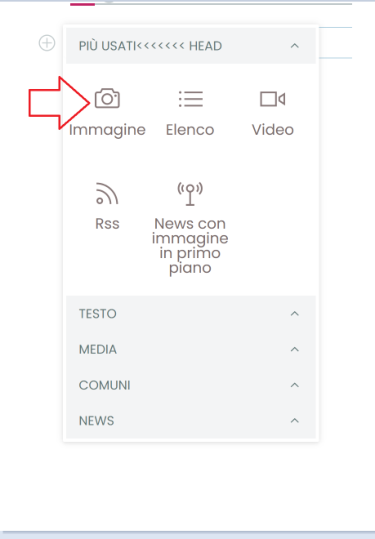 PIÙ USATI<<<<<<< HEAD
Immagine Elenco Video
Rss News con
immagine
in primo
piano
TESTO
MEDIA
COMUNI
NEWS